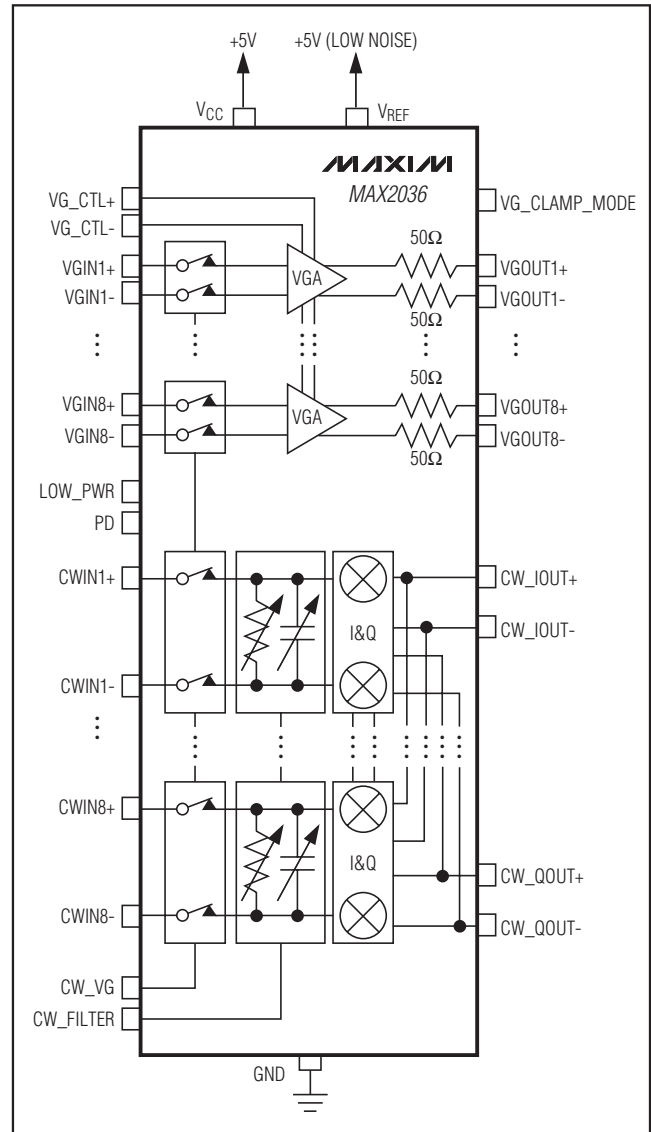 +5V
+5V (LOW NOISE)
VCC
VREF
MAXIM
MAX2036
VG_CTL+
VG_CLAMP_MODE
VG_CTL-
50Ω
VGIN1+
VGA
VGOUT1+
VGIN1-
VGOUT1-
50Ω
50Ω
VGIN8+
VGA
VGOUT8+
VGIN8-
VGOUT8-
50Ω
LOW_PWR
PD
CWIN1+
CW_IOUT+
I&Q
CW_IOUT-
CWIN1-
CWIN8+
I&Q
CW_QOUT+
CWIN8-
CW_QOUT-
CW_VG
CW_FILTER
GND